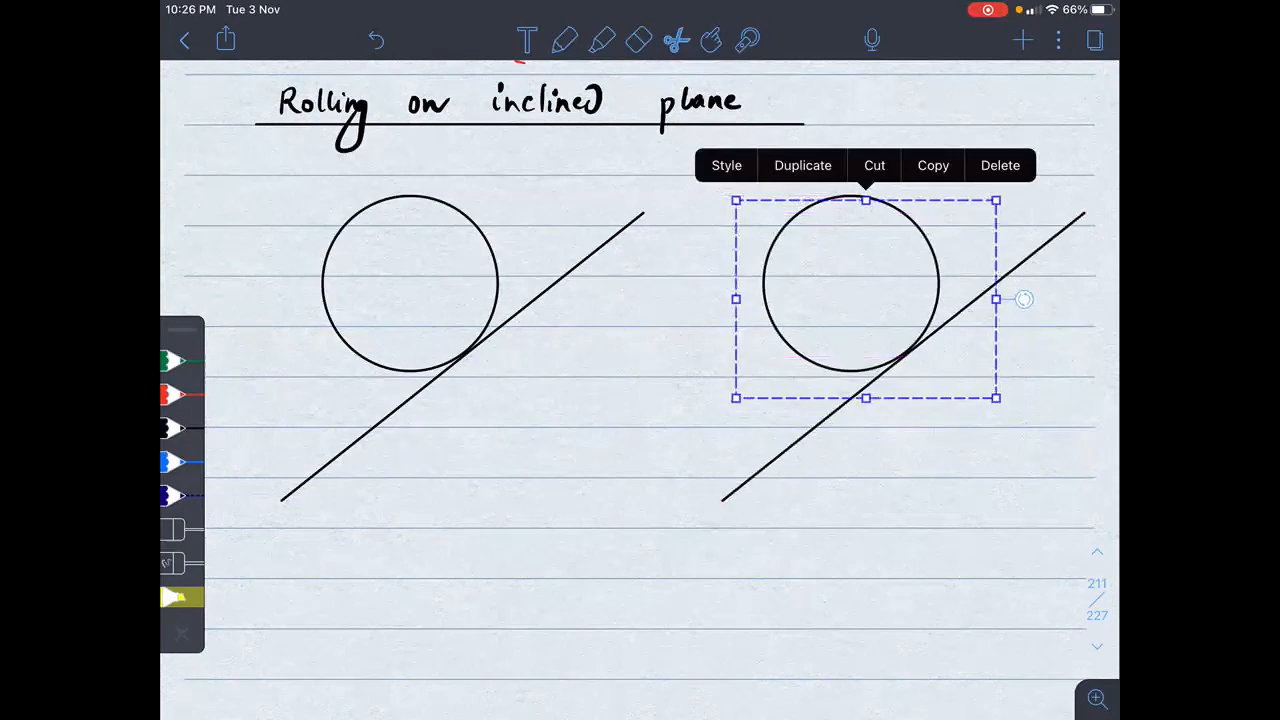 10:26 PM Tue 3 Nov
66%
T
Rolling on inclined plane
Style Duplicate Cut Copy Delete
211
227